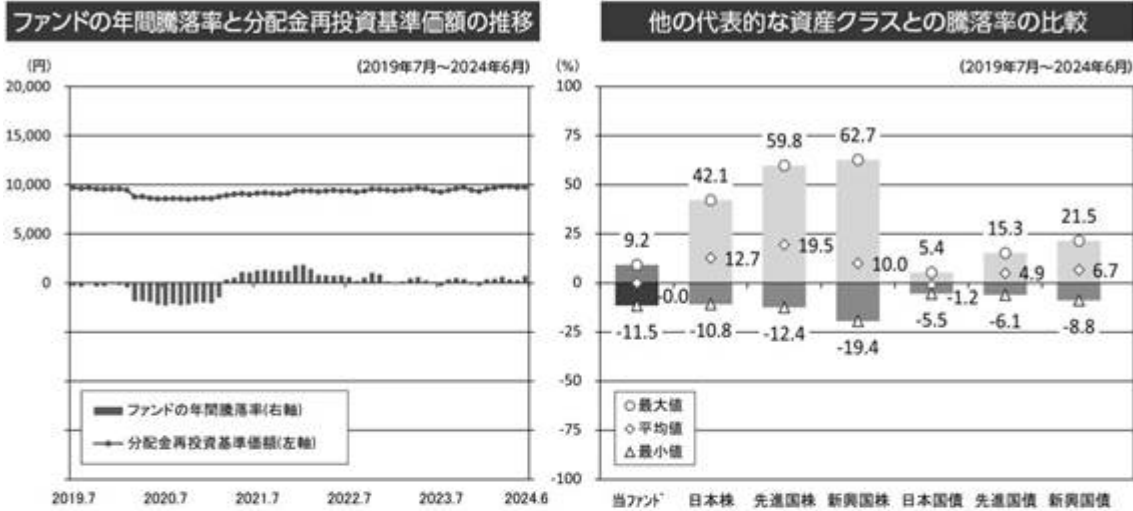 ファンドの年間騰落率と分配金再投資基準価額の推移
(円)
(2019年7月～2024年6月)
20,000
15,000
10,000
5,000
0
ファンドの年間騰落率(右軸)
分配金再投資基準価額(左軸)
2019.7 2020.7 2021.7 2022.7 2023.7 2024.6
他の代表的な資産クラスとの騰落率の比較
(%)
(2019年7月～2024年6月)
100
75
50
25
0
-25
-50
-75
-100
9.2 42.1 59.8 62.7 5.4 15.3 21.5
-0.0 12.7 19.5 10.0 -1.2 4.9 6.7
-11.5 -10.8 -12.4 -19.4 -5.5 -6.1 -8.8
最大値
平均値
最小値
当ファンド 日本株 先進国株 新興国株 日本国債 先進国債 新興国債